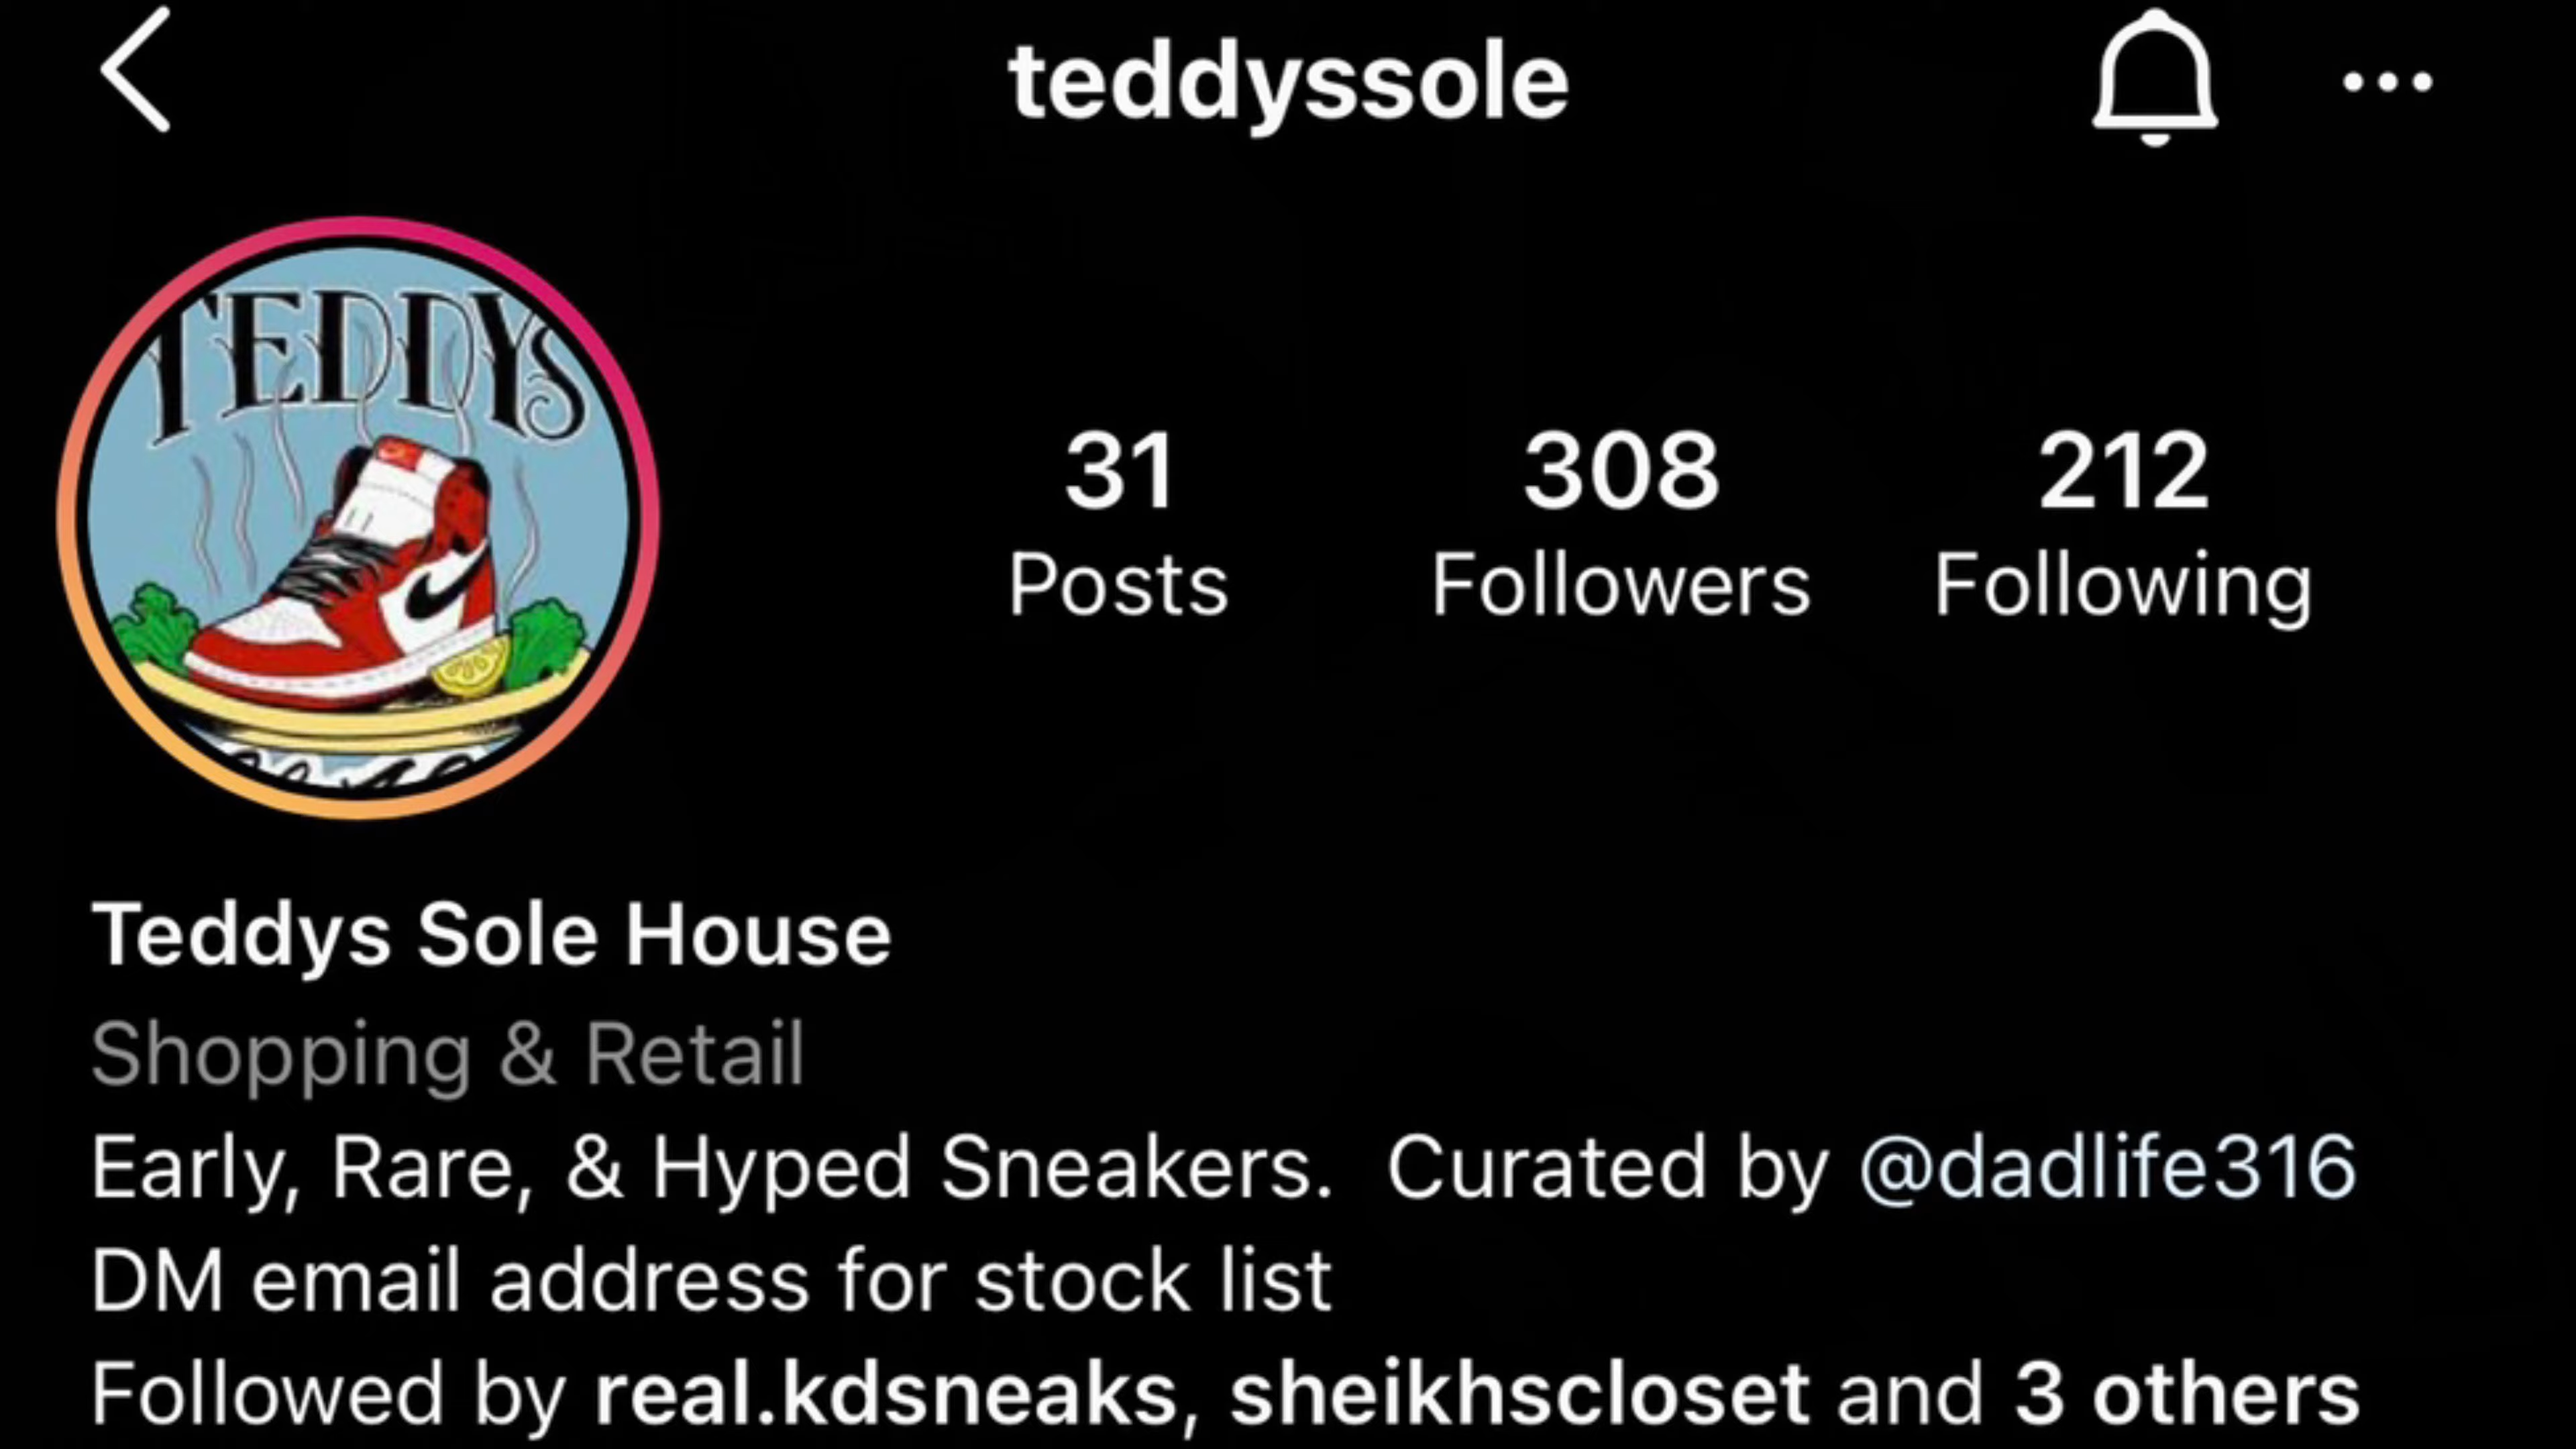 teddyssole
TEDDYS
31
Posts
308
Followers
212
Following
Teddys Sole House
Shopping & Retail
Early, Rare, & Hyped Sneakers.  Curated by @dadlife316
DM email address for stock list
Followed by real.kdsneaks, sheikhscloset and 3 others